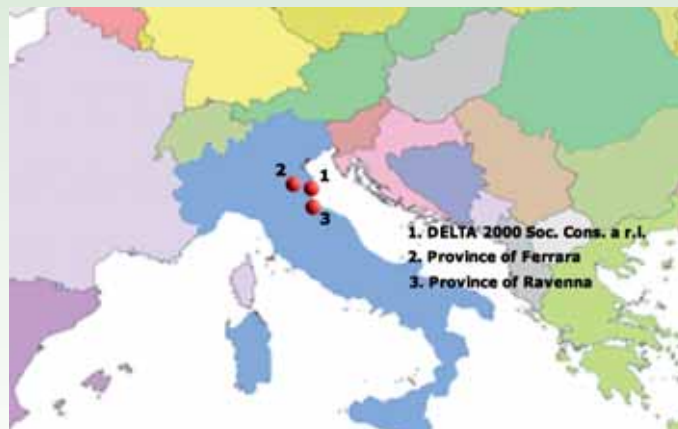 2
1
3
1. DELTA 2000 Soc. Cons. a r.l.
2. Province of Ferrara
3. Province of Ravenna